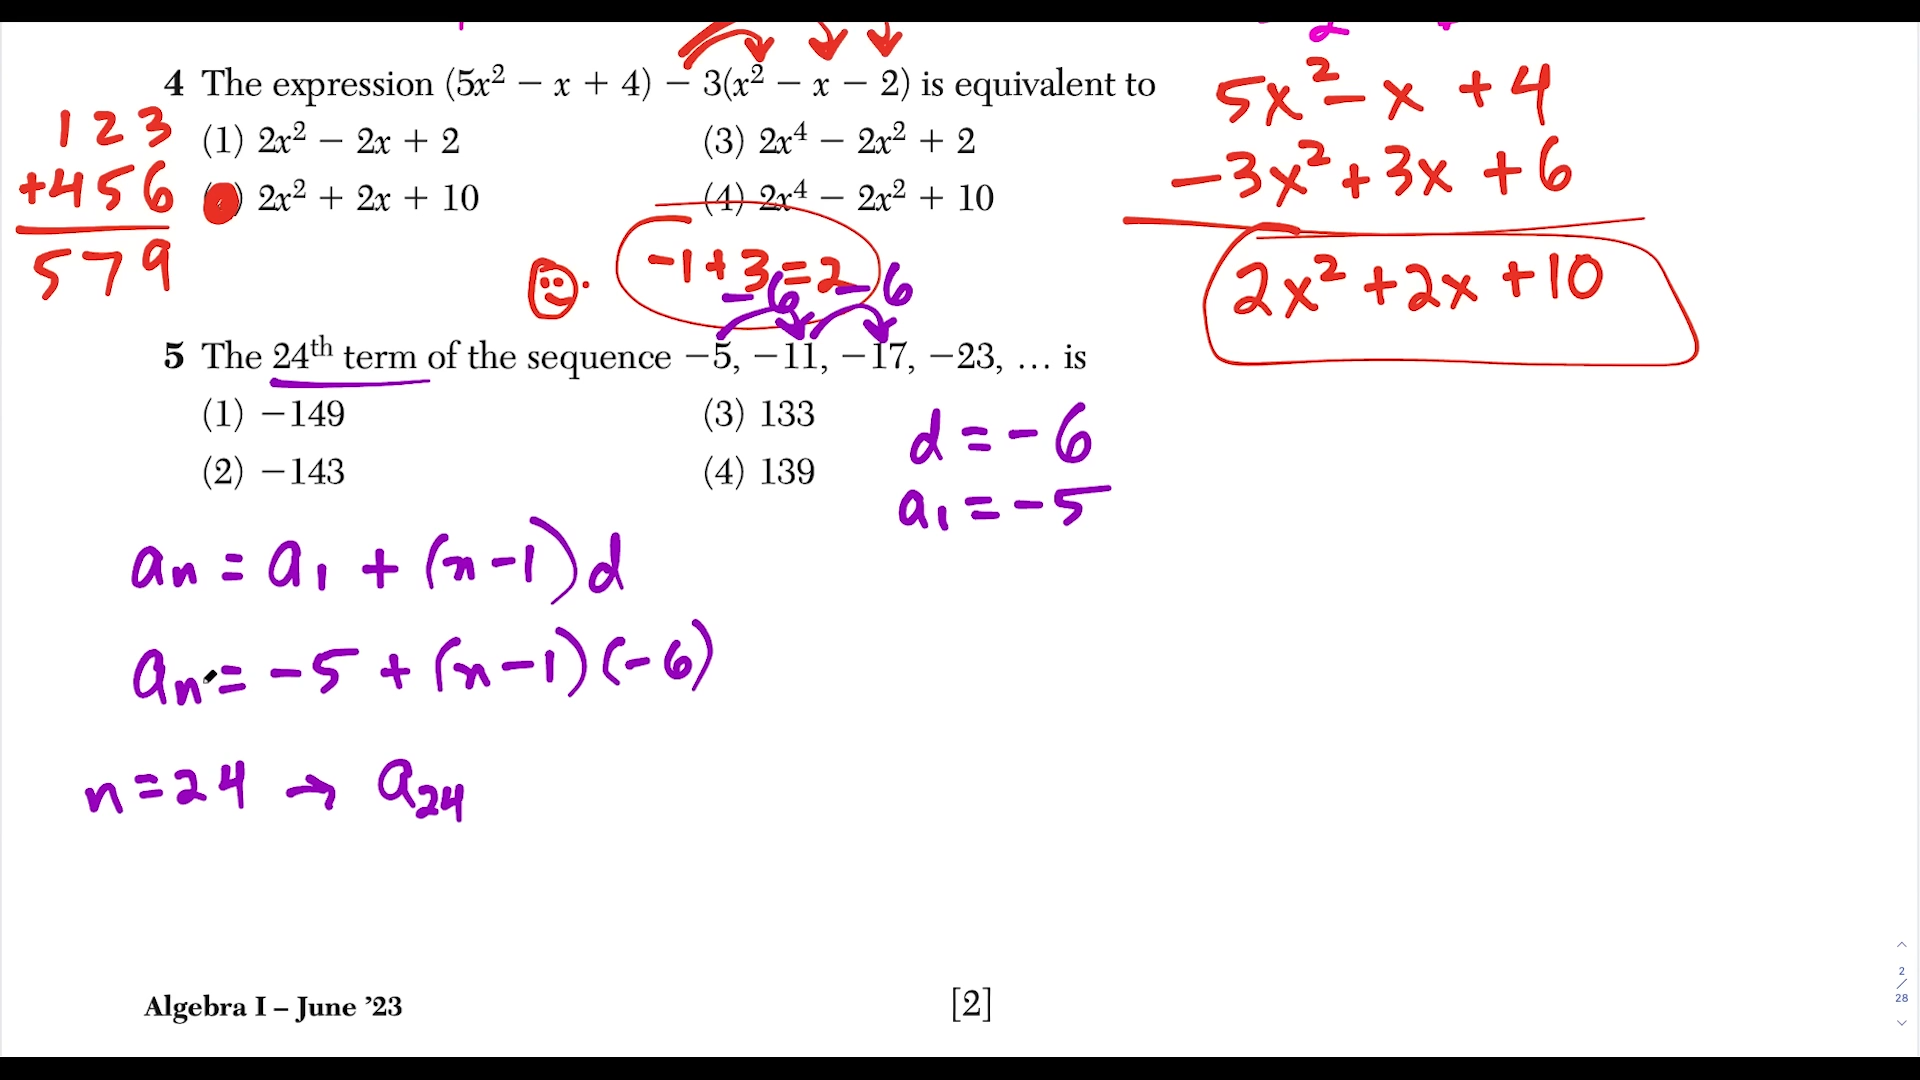 4 The expression (5x² − x + 4) − 3(x² − x − 2) is equivalent to
(1) 2x² − 2x + 2 (3) 2x⁴ − 2x² + 2
2x² + 2x + 10 (4) 2x⁴ − 2x² + 10
123
+456
579
5x² − x + 4
−3x² + 3x + 6
2x² + 2x + 10
−1 + 3 = 2
−6 −6
5 The 24th term of the sequence −5, −11, −17, −23, … is
(1) −149 (3) 133
(2) −143 (4) 139
d = −6
a₁ = −5
aₙ = a₁ + (n − 1)d
aₙ = −5 + (n − 1)(−6)
n = 24 → a₂₄
Algebra I – June ’23 [2]
2
/
28